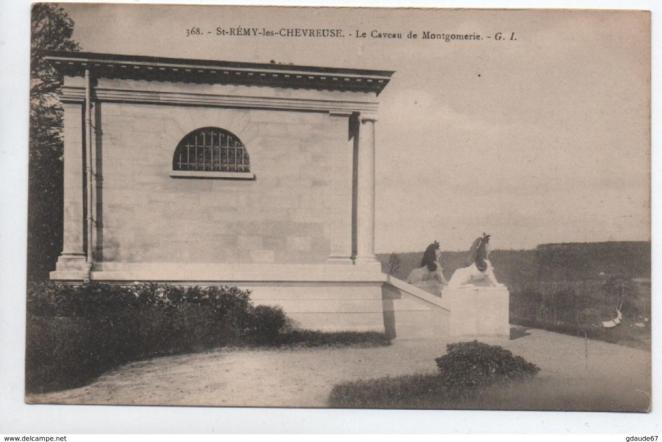 368. - St-RÉMY-les-CHEVREUSE. - Le Caveau de Montgomerie. - G. I.
www.delcampe.net
gdaude67